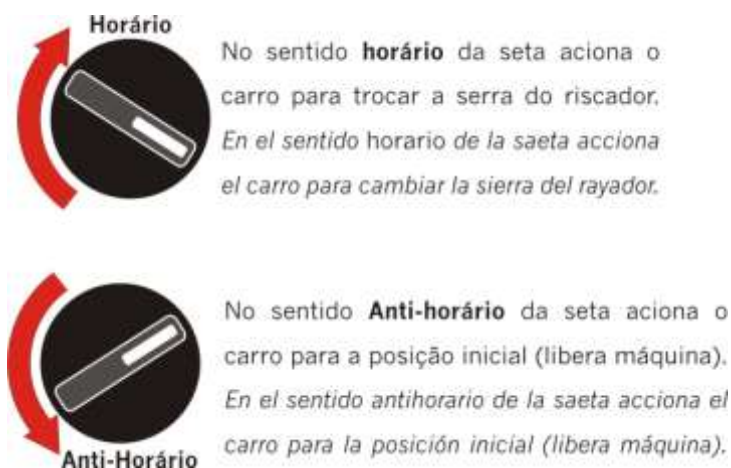 Horário
No sentido horário da seta aciona o
carro para trocar a serra do riscador.
En el sentido horario de la saeta acciona
el carro para cambiar la sierra del rayador.
No sentido Anti-horário da seta aciona o
carro para a posição inicial (libera máquina).
En el sentido antihorario de la saeta acciona el
carro para la posición inicial (libera máquina).
Anti-Horário